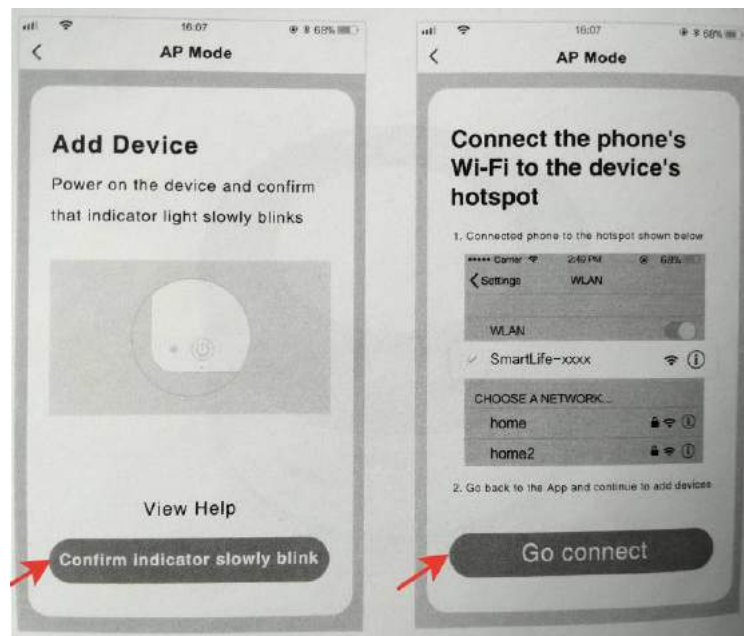 16:07
68%
AP Mode
Add Device
Power on the device and confirm
that indicator light slowly blinks
View Help
Confirm indicator slowly blink
16:07
68%
AP Mode
Connect the phone's
Wi-Fi to the device's
hotspot
1. Connected phone to the hotspot shown below
Carrier 2:40 PM 68%
Settings WLAN
WLAN
SmartLife-xxxx
CHOOSE A NETWORK...
home
home2
2. Go back to the App and continue to add devices
Go connect